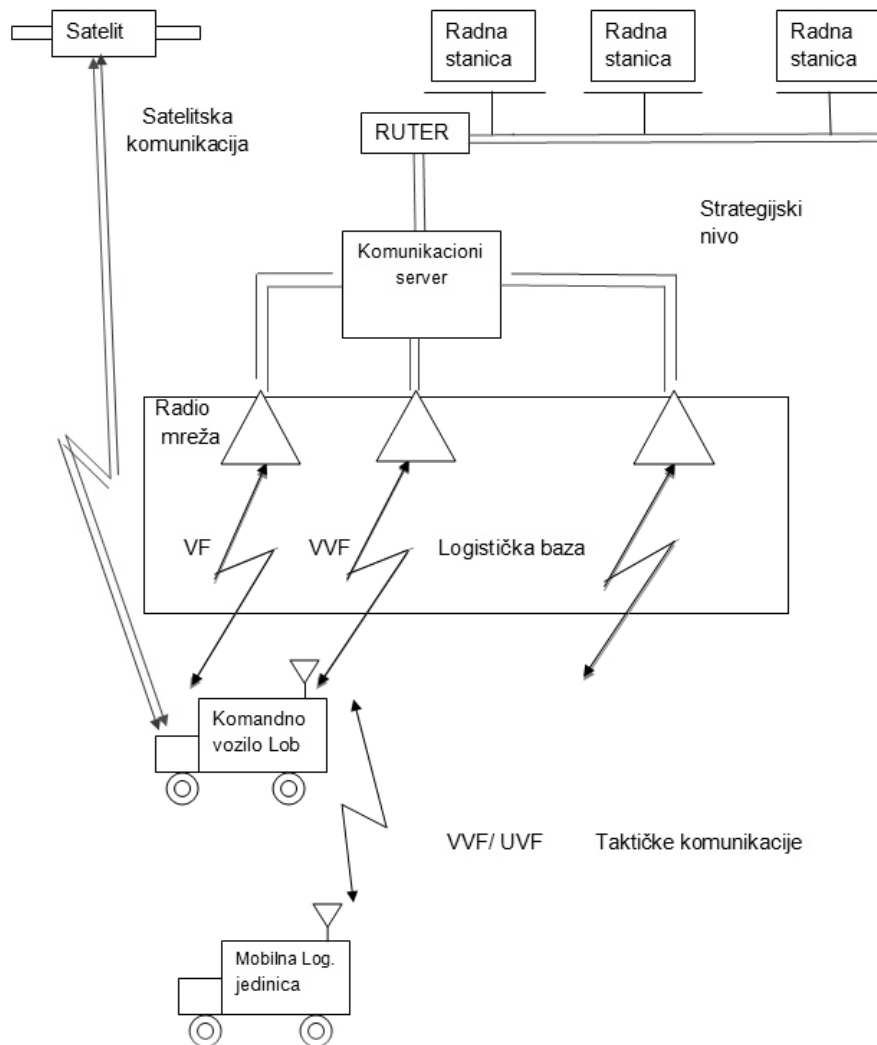 Satelit
Radna
stanica
Radna
stanica
Radna
stanica
Satelitska
komunikacija
RUTER
Strategijski
nivo
Komunikacioni
server
Radio
mreža
VF
VVF
Logistička baza
Komandno
vozilo Lob
VVF/ UVF
Taktičke komunikacije
Mobilna Log.
jedinica